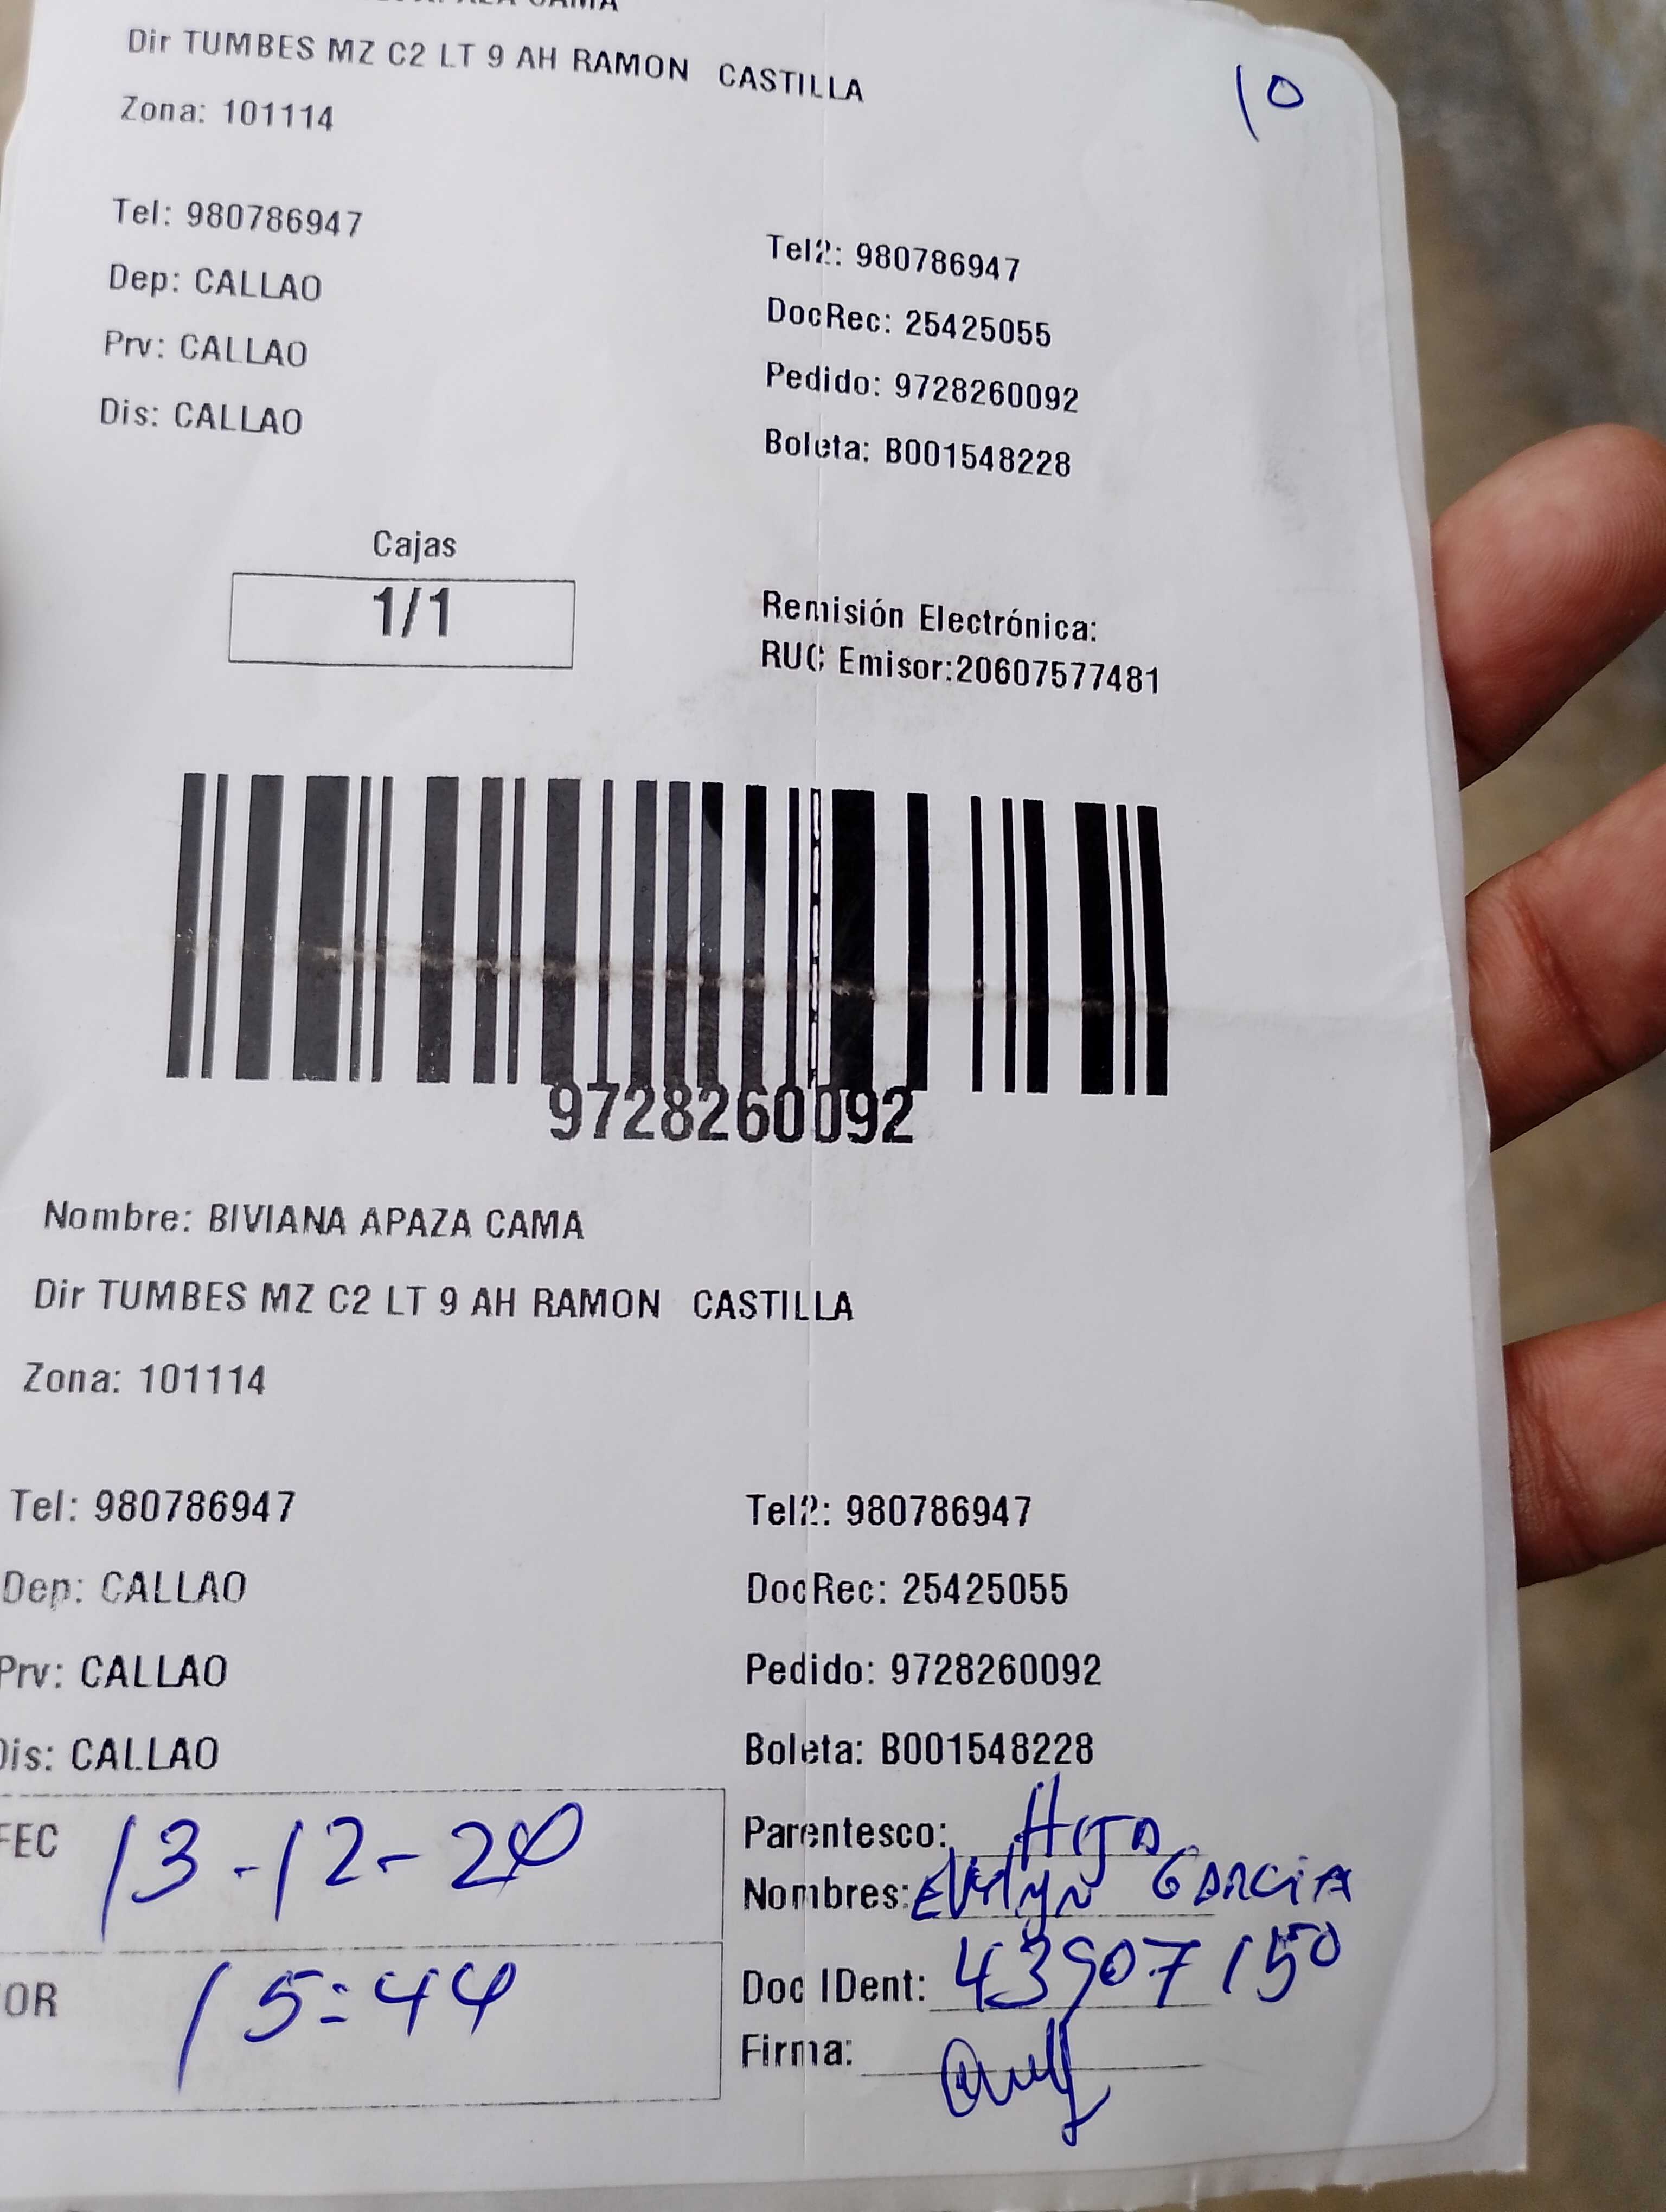 APAZA CAMA
Dir TUMBES MZ C2 LT 9 AH RAMON CASTILLA
10
Zona: 101114
Tel: 980786947
Tel2: 980786947
Dep: CALLAO
DocRec: 25425055
Prv: CALLAO
Pedido: 9728260092
Dis: CALLAO
Boleta: B001548228
Cajas
1/1
Remisión Electrónica:
RUC Emisor:20607577481
9728260092
Nombre: BIVIANA APAZA CAMA
Dir TUMBES MZ C2 LT 9 AH RAMON CASTILLA
Zona: 101114
Tel: 980786947
Tel2: 980786947
Dep: CALLAO
DocRec: 25425055
Prv: CALLAO
Pedido: 9728260092
Dis: CALLAO
Boleta: B001548228
FEC 13-12-20
Parentesco: HIJA
Nombres: EVELYN GARCIA
OR 15:44
Doc IDent: 43907150
Firma: